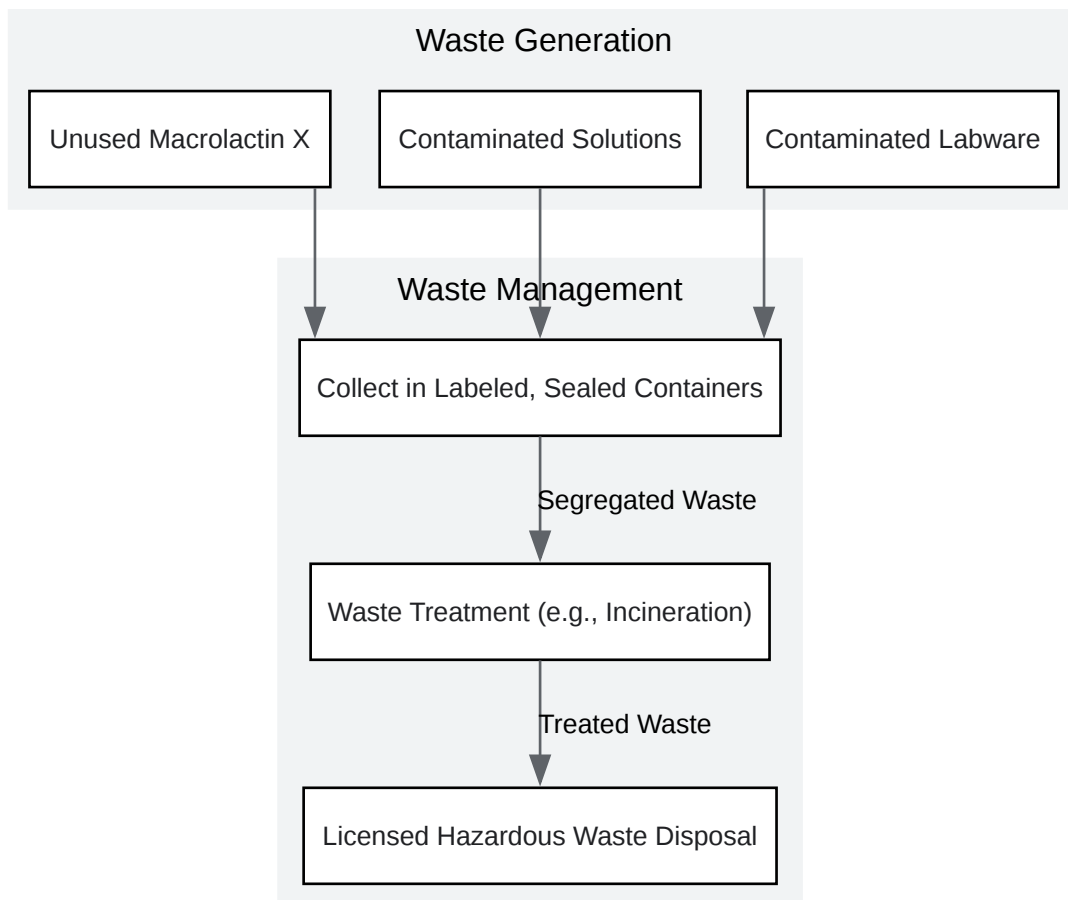 Waste Generation
Unused Macrolactin X
Contaminated Solutions
Contaminated Labware
Waste Management
Collect in Labeled, Sealed Containers
Segregated Waste
Waste Treatment (e.g., Incineration)
Treated Waste
Licensed Hazardous Waste Disposal